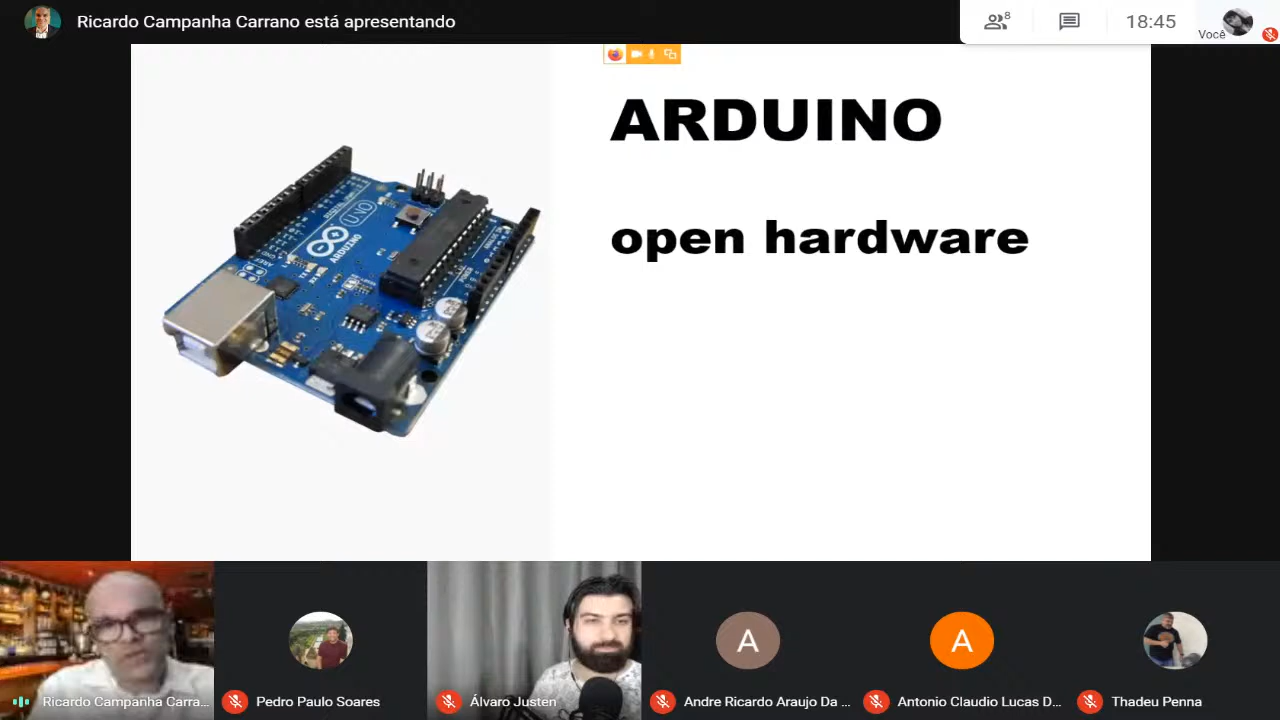 Ricardo Campanha Carrano está apresentando
8
18:45
Você
ARDUINO
open hardware
UNO
ARDUINO
A
A
Ricardo Campanha Carra...
Pedro Paulo Soares
Álvaro Justen
Andre Ricardo Araujo Da ...
Antonio Claudio Lucas D...
Thadeu Penna